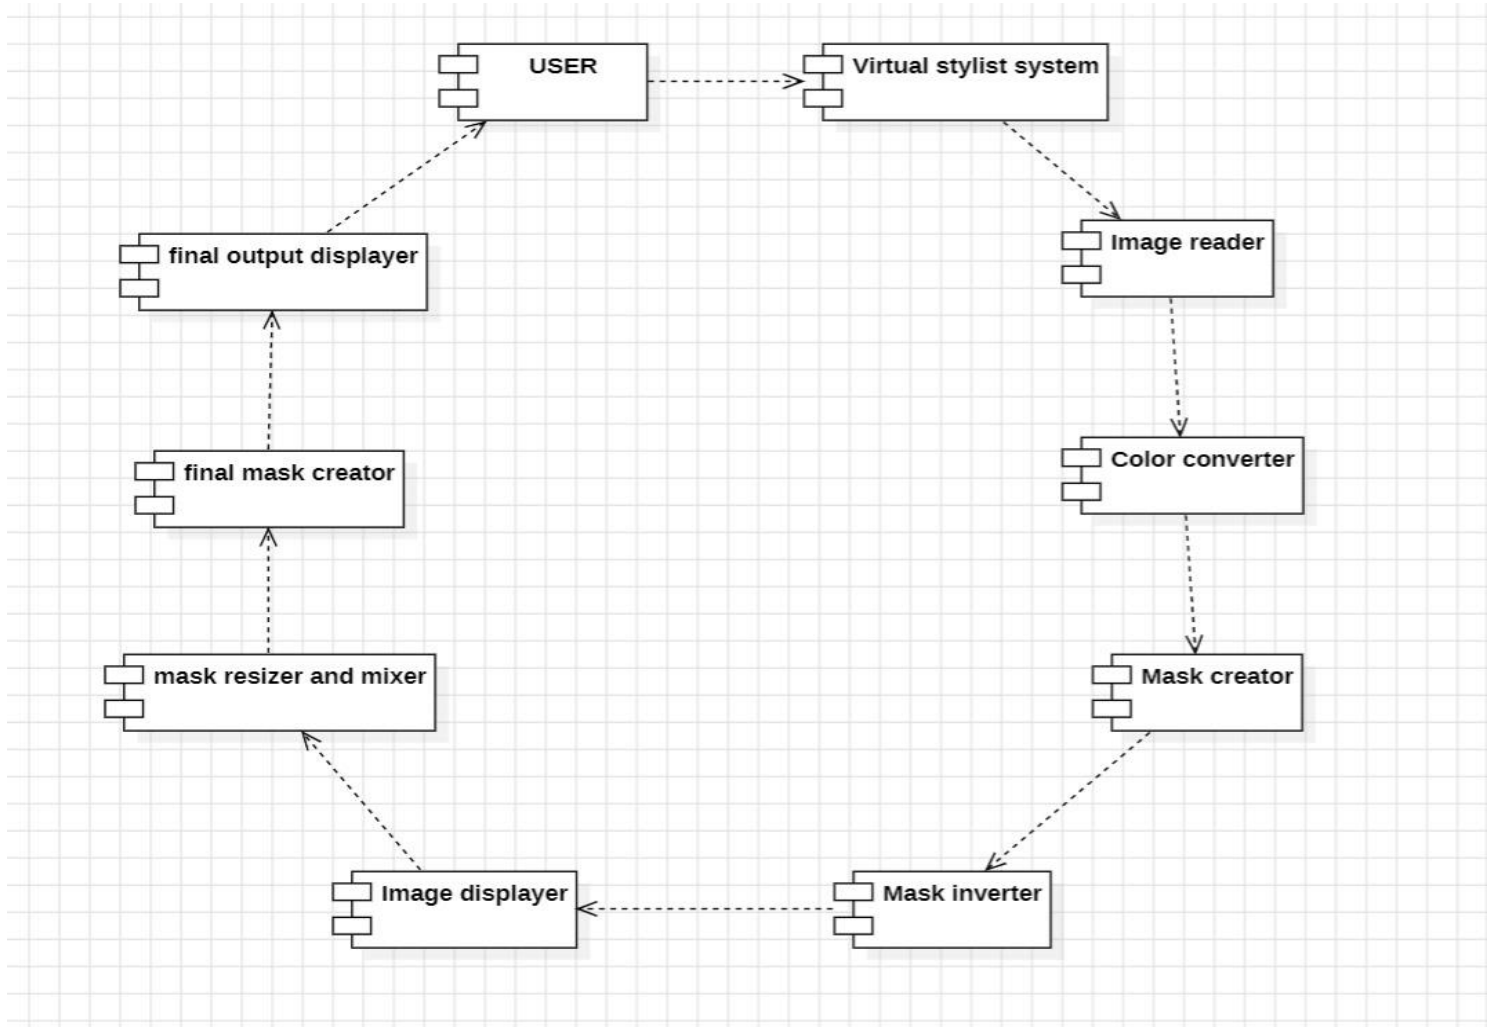 USER
Virtual stylist system
final output displayer
Image reader
final mask creator
Color converter
mask resizer and mixer
Mask creator
Image displayer
Mask inverter